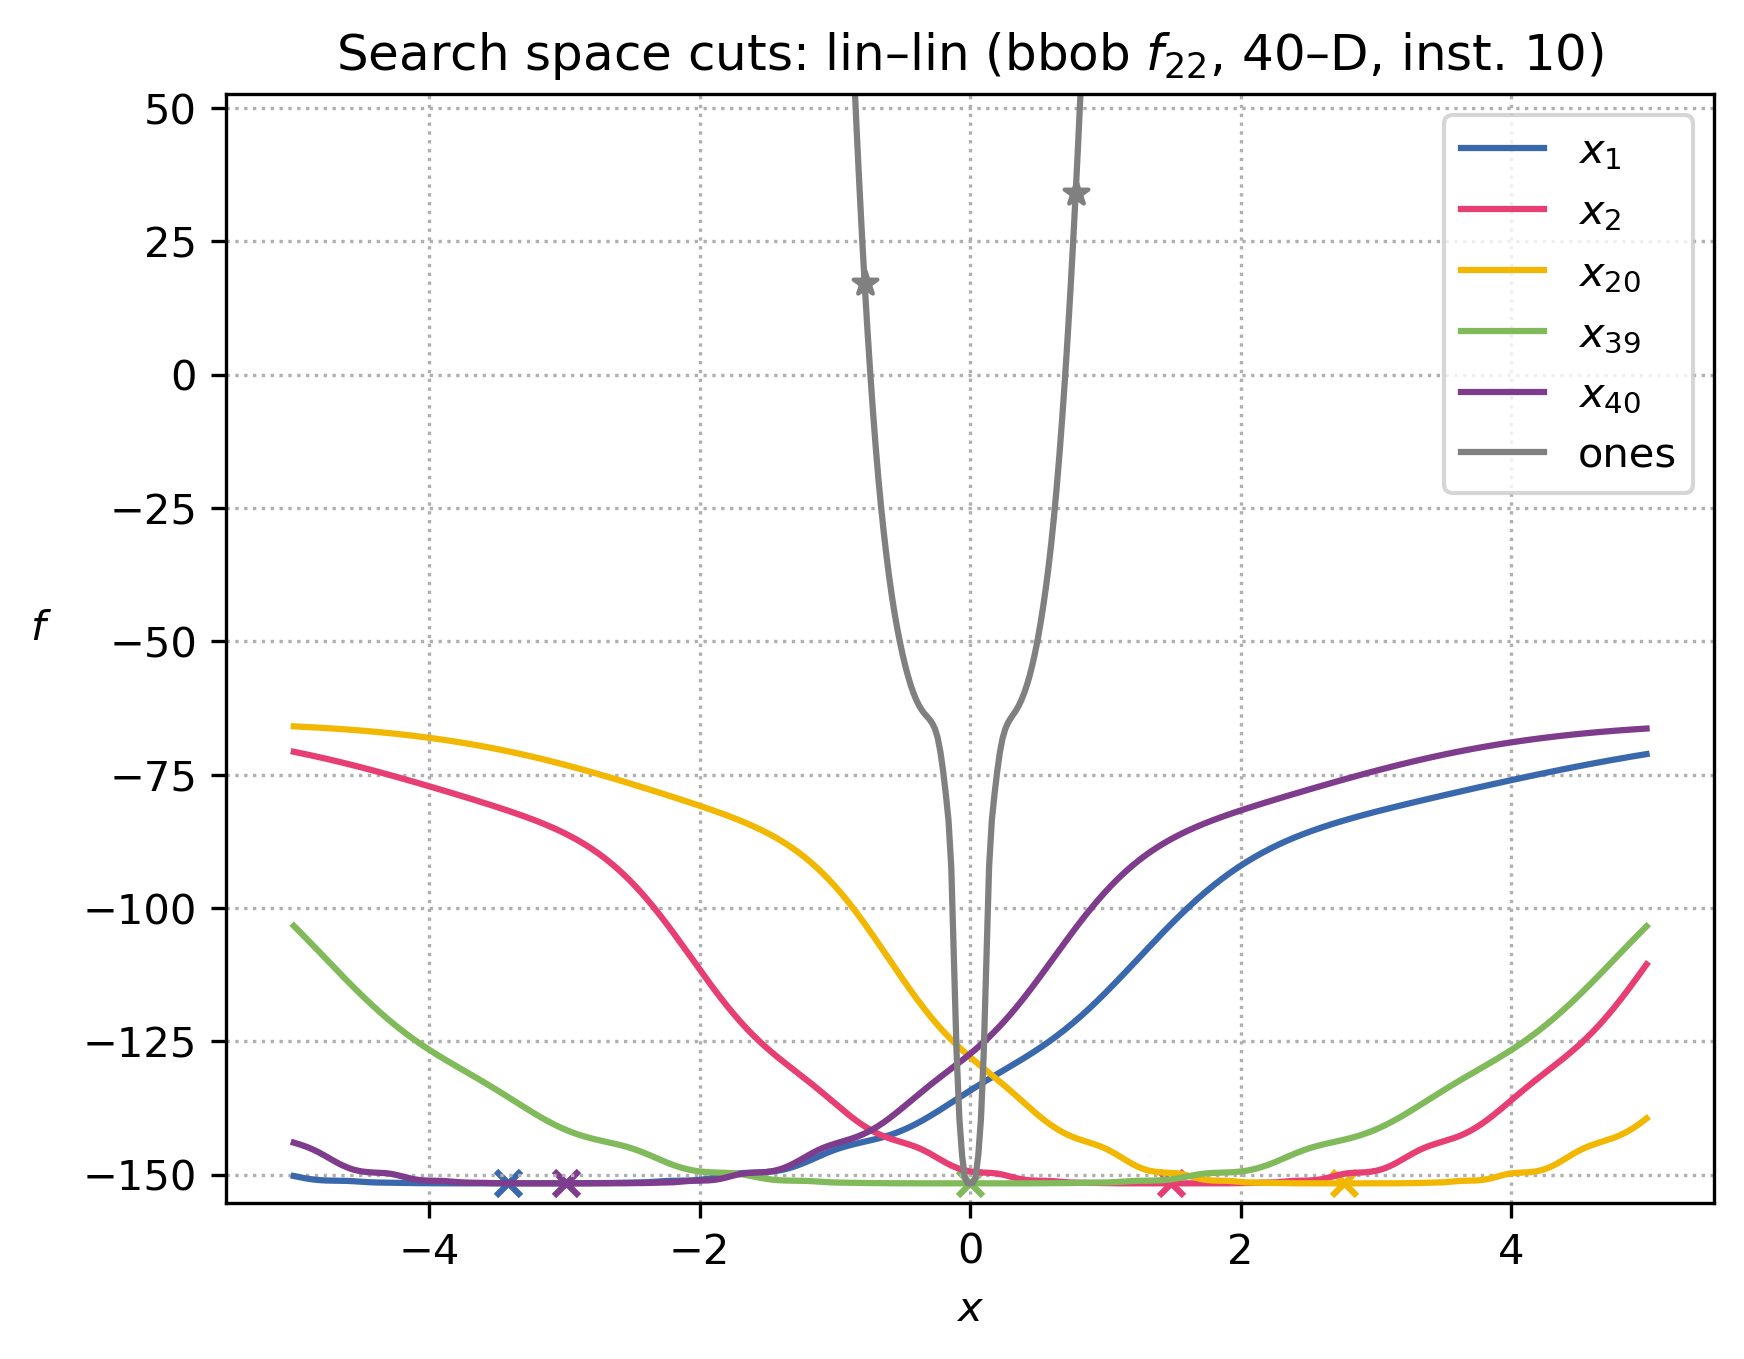 Search space cuts: lin–lin (bbob f₂₂, 40–D, inst. 10)
50
25
0
−25
−50
−75
−100
−125
−150
f
x₁
x₂
x₂₀
x₃₉
x₄₀
ones
−4
−2
0
2
4
x